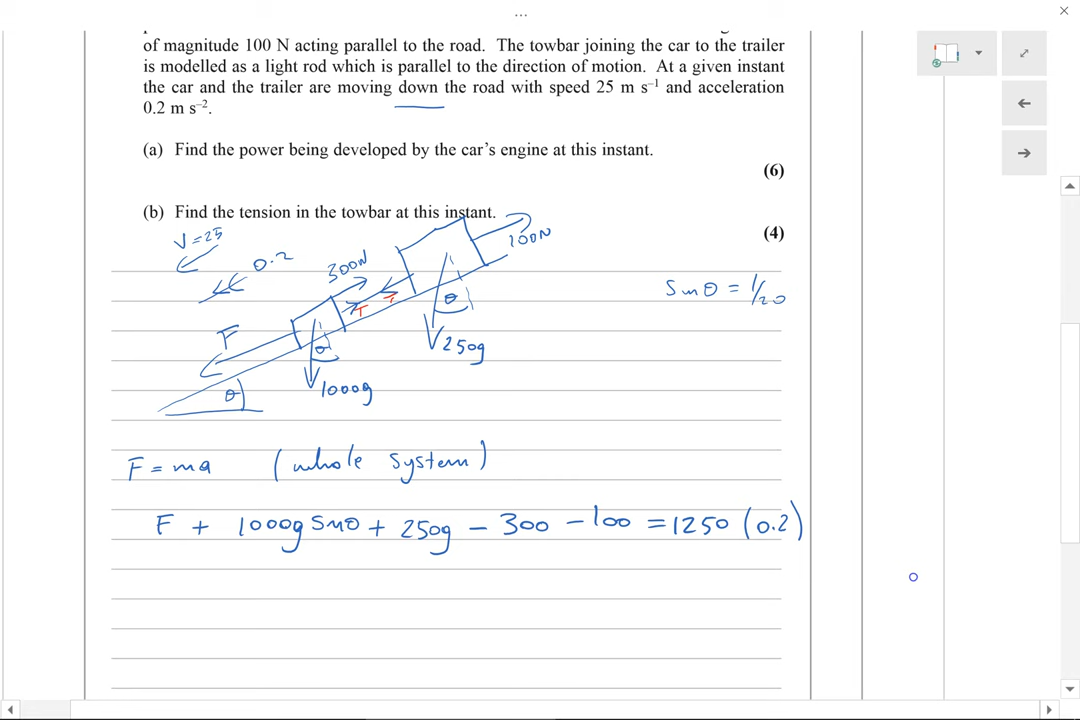 of magnitude 100 N acting parallel to the road. The towbar joining the car to the trailer
is modelled as a light rod which is parallel to the direction of motion. At a given instant
the car and the trailer are moving down the road with speed 25 m s⁻¹ and acceleration
0.2 m s⁻².
(a) Find the power being developed by the car's engine at this instant.
(6)
(b) Find the tension in the towbar at this instant.
(4)
V = 25
0.2
300N
100N
T
T
F
θ
θ
θ
250g
1000g
Sinθ = 1/20
F = ma (whole system)
F + 1000g Sinθ + 250g - 300 - 100 = 1250 (0.2)